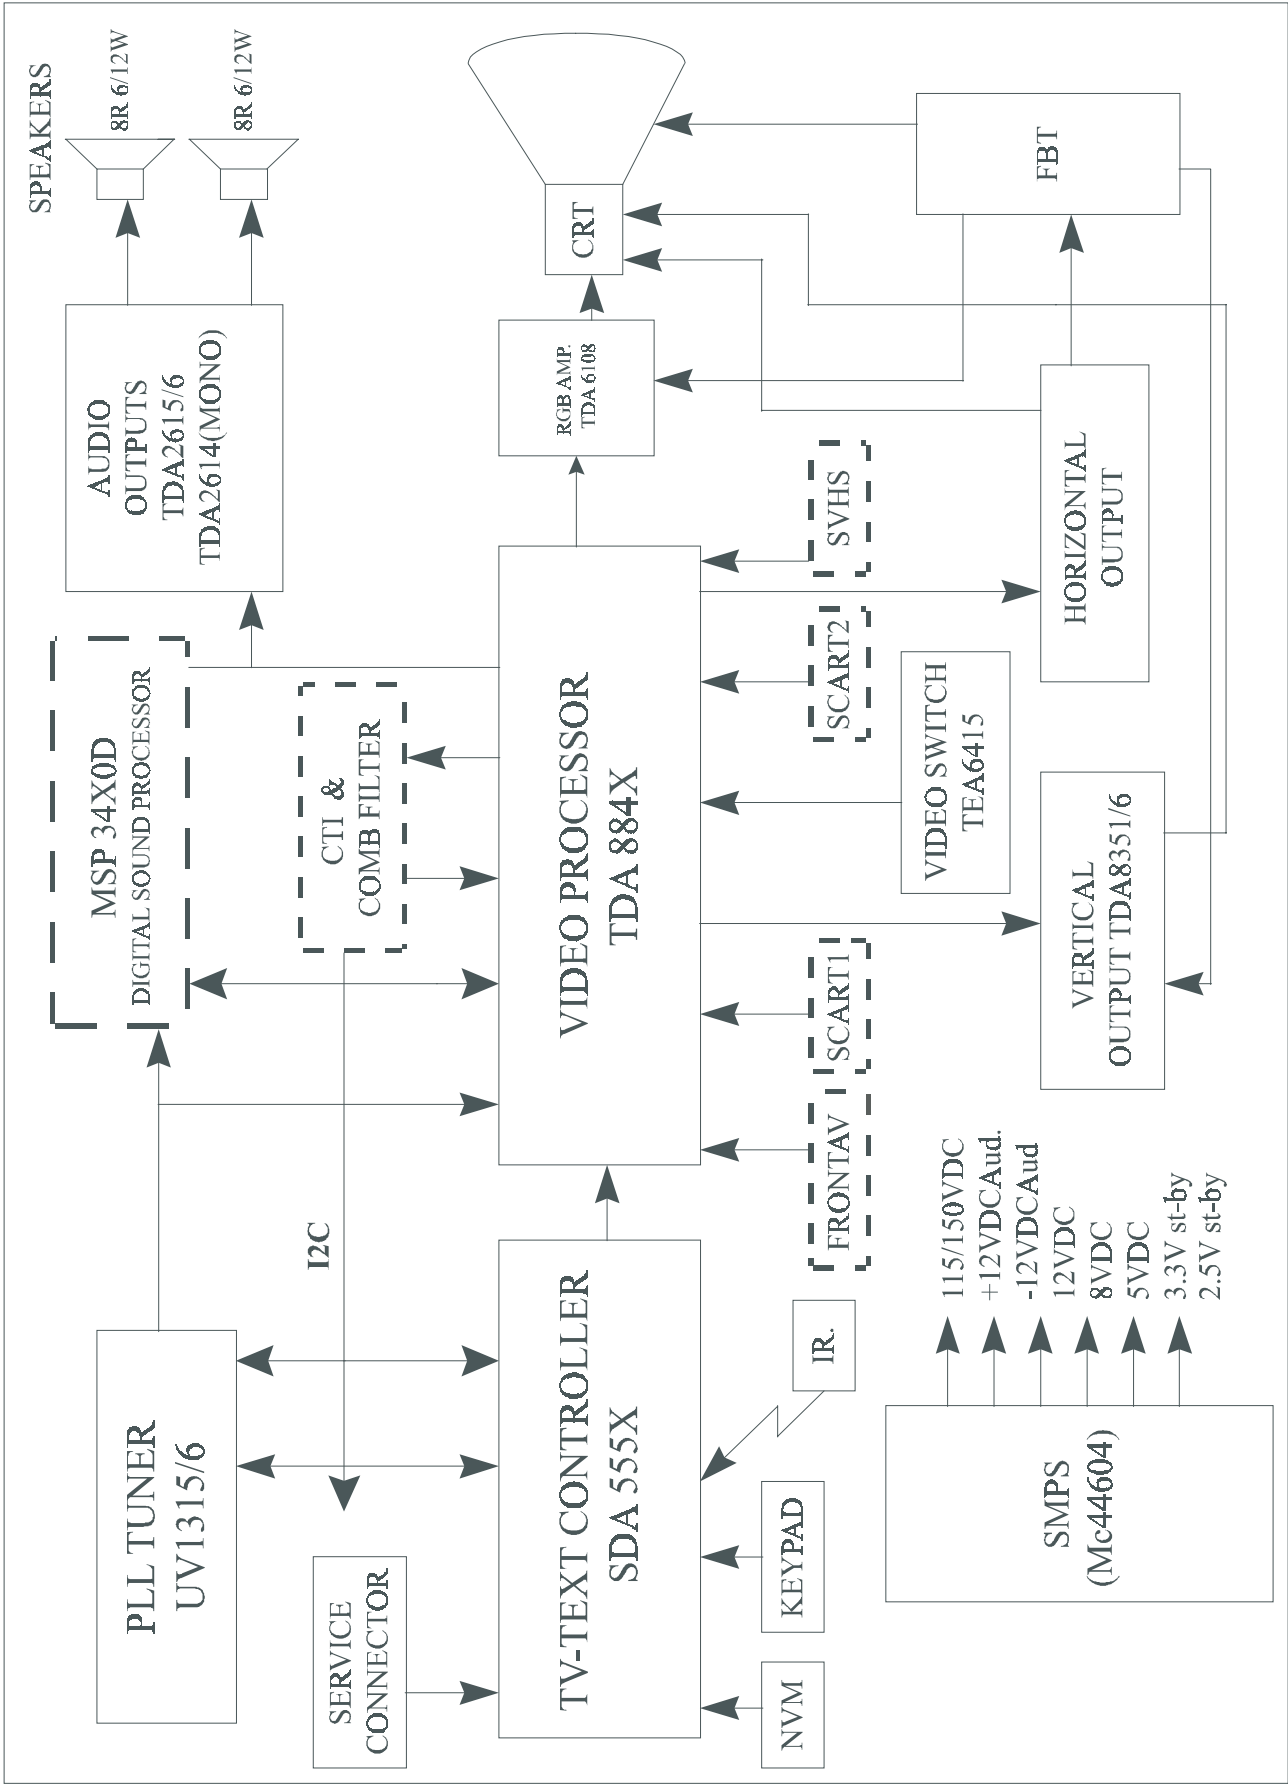 PLL TUNER
UV1315/6
SERVICE
CONNECTOR
I2C
MSP 34X0D
DIGITAL SOUND PROCESSOR
CTI &
COMB FILTER
AUDIO
OUTPUTS
TDA2615/6
TDA2614(MONO)
SPEAKERS
8R 6/12W
8R 6/12W
TV-TEXT CONTROLLER
SDA 555X
VIDEO PROCESSOR
TDA 884X
RGB AMP.
TDA 6108
CRT
NVM
KEYPAD
IR.
FRONTAV
SCART1
SCART2
SVHS
VIDEO SWITCH
TEA6415
SMPS
(Mc44604)
115/150VDC
+12VDCAud.
-12VDCAud
12VDC
8VDC
5VDC
3.3V st-by
2.5V st-by
VERTICAL
OUTPUT TDA8351/6
HORIZONTAL
OUTPUT
FBT